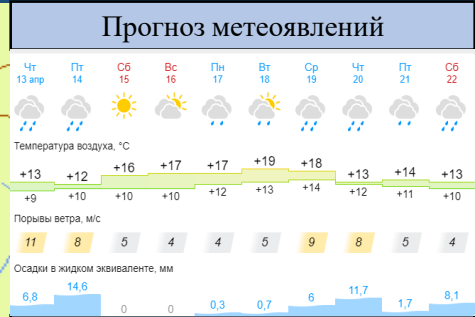 Прогноз метеоявлений
Чт Пт Сб Вс Пн Вт Ср Чт Пт Сб
13 апр 14 15 16 17 18 19 20 21 22
Температура воздуха, °C
+13 +12 +16 +17 +17 +19 +18 +13 +14 +13
+9 +10 +10 +10 +12 +13 +14 +12 +11 +10
Порывы ветра, м/с
11 8 5 4 4 5 9 8 5 4
Осадки в жидком эквиваленте, мм
6,8 14,6 0 0 0,3 0,7 6 11,7 1,7 8,1